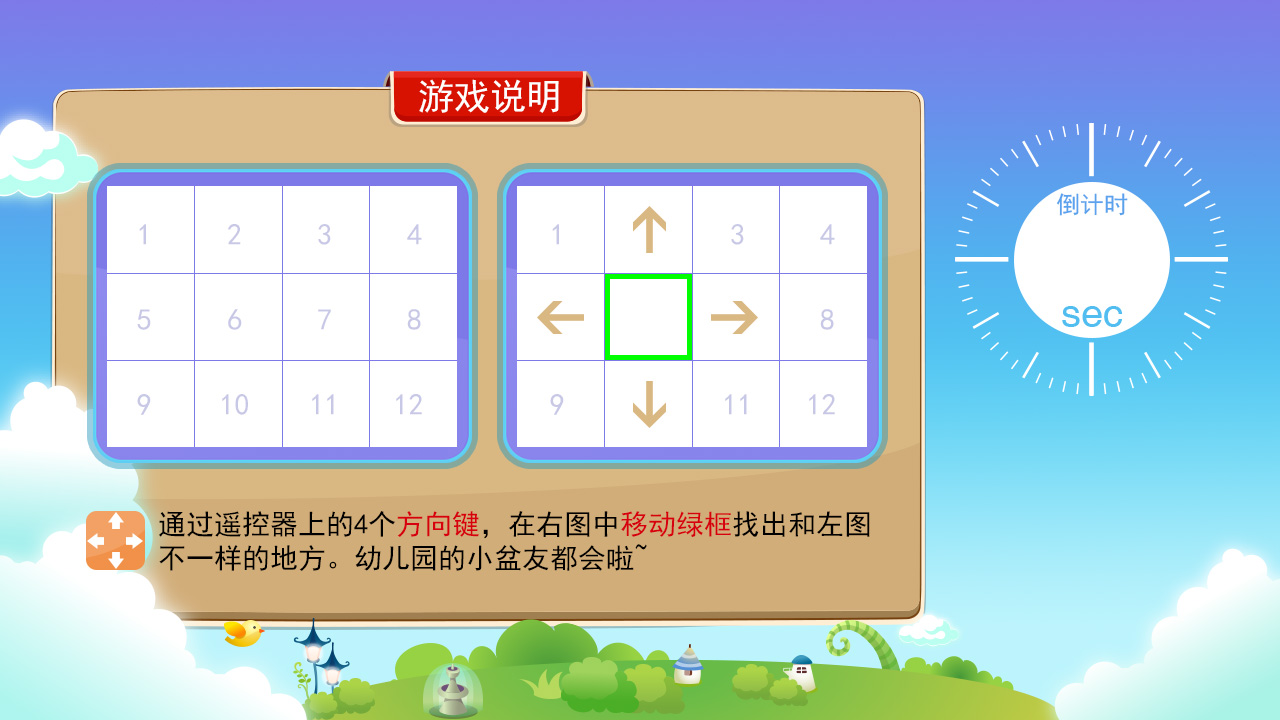 游戏说明
1 2 3 4
5 6 7 8
9 10 11 12
1 3 4
8
9 11 12
倒计时
sec
通过遥控器上的4个方向键，在右图中移动绿框找出和左图
不一样的地方。幼儿园的小盆友都会啦~